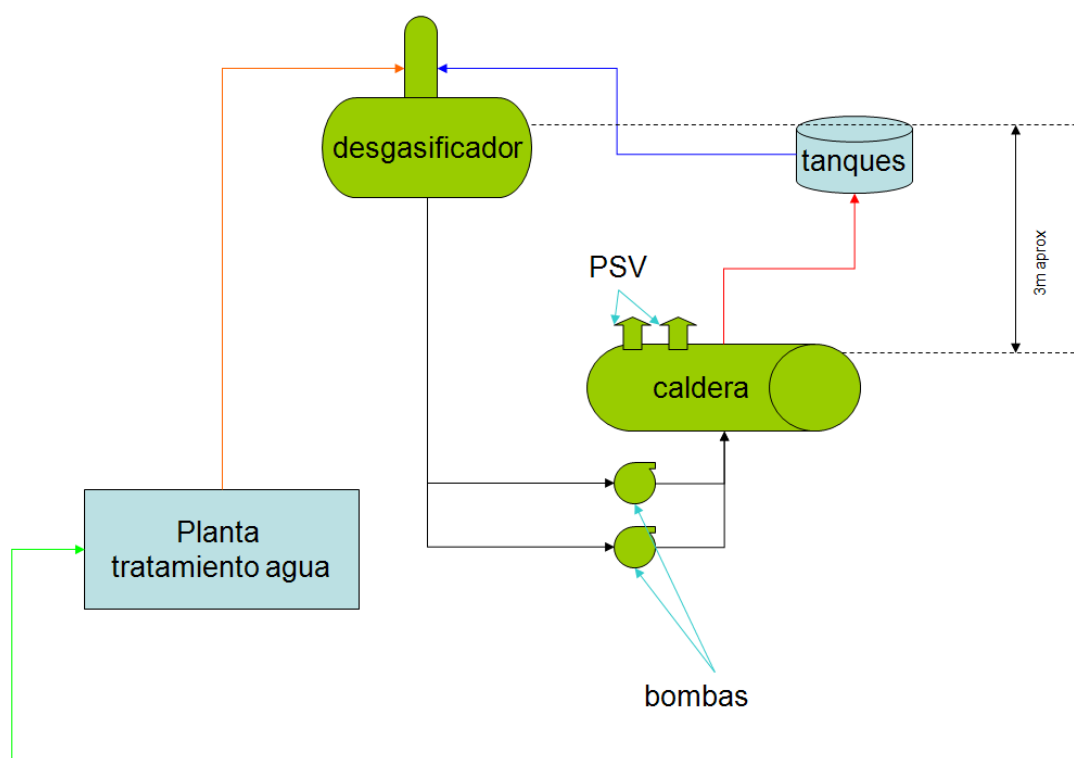 desgasificador
tanques
3m aprox
PSV
caldera
Planta
tratamiento agua
bombas